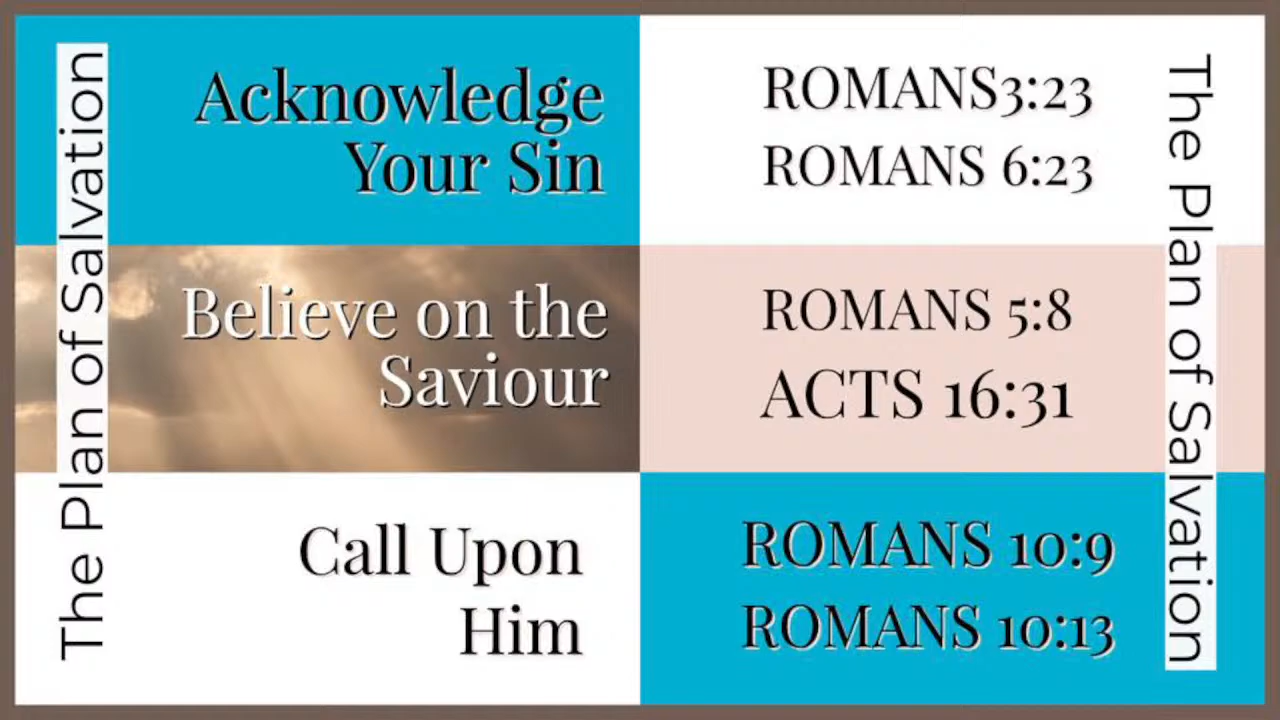 The Plan of Salvation
Acknowledge
Your Sin
ROMANS3:23
ROMANS 6:23
Believe on the
Saviour
ROMANS 5:8
ACTS 16:31
Call Upon
Him
ROMANS 10:9
ROMANS 10:13
The Plan of Salvation